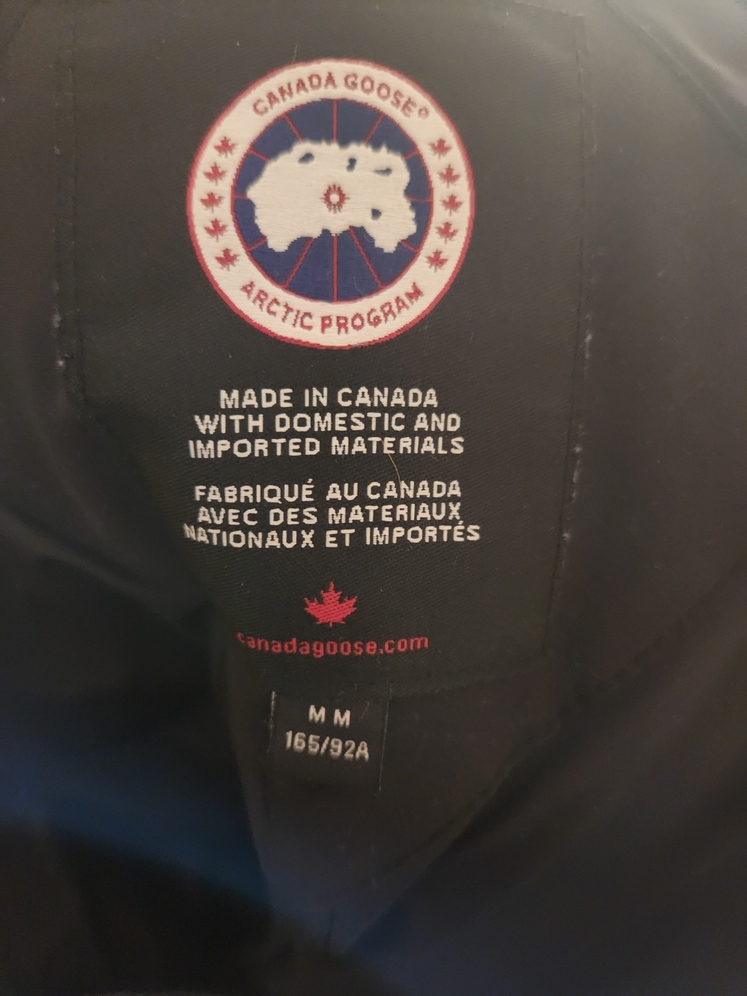 CANADA GOOSE®
ARCTIC PROGRAM
MADE IN CANADA
WITH DOMESTIC AND
IMPORTED MATERIALS
FABRIQUÉ AU CANADA
AVEC DES MATERIAUX
NATIONAUX ET IMPORTÉS
canadagoose.com
M M
165/92A